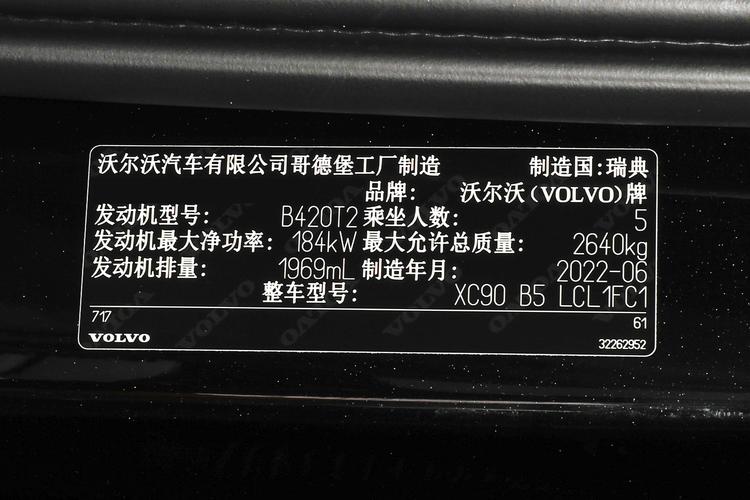 沃尔沃汽车有限公司哥德堡工厂制造 制造国:瑞典
品牌: 沃尔沃(VOLVO)牌
发动机型号: B420T2 乘坐人数: 5
发动机最大净功率: 184kW 最大允许总质量: 2640kg
发动机排量: 1969mL 制造年月: 2022-06
整车型号: XC90 B5 LCL1FC1
717 61
VOLVO 32262952